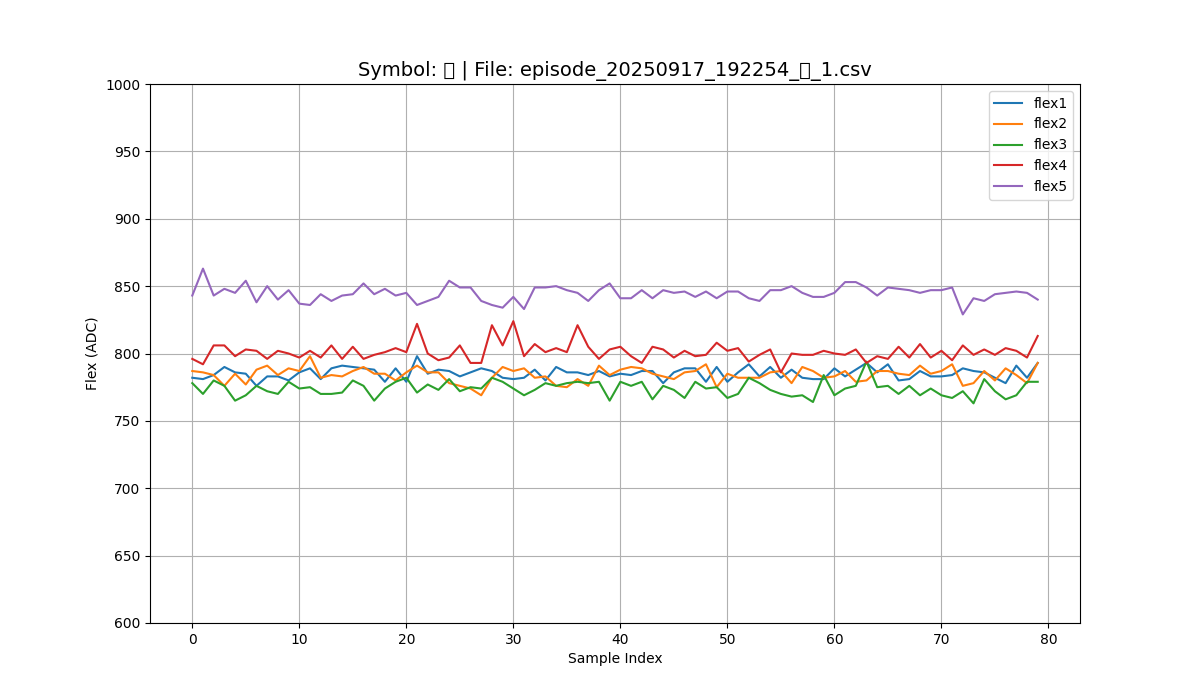 Symbol: | File: episode_20250917_192254_ _1.csv
1000
950
900
850
800
750
700
650
600
Flex (ADC)
0 10 20 30 40 50 60 70 80
Sample Index
flex1
flex2
flex3
flex4
flex5